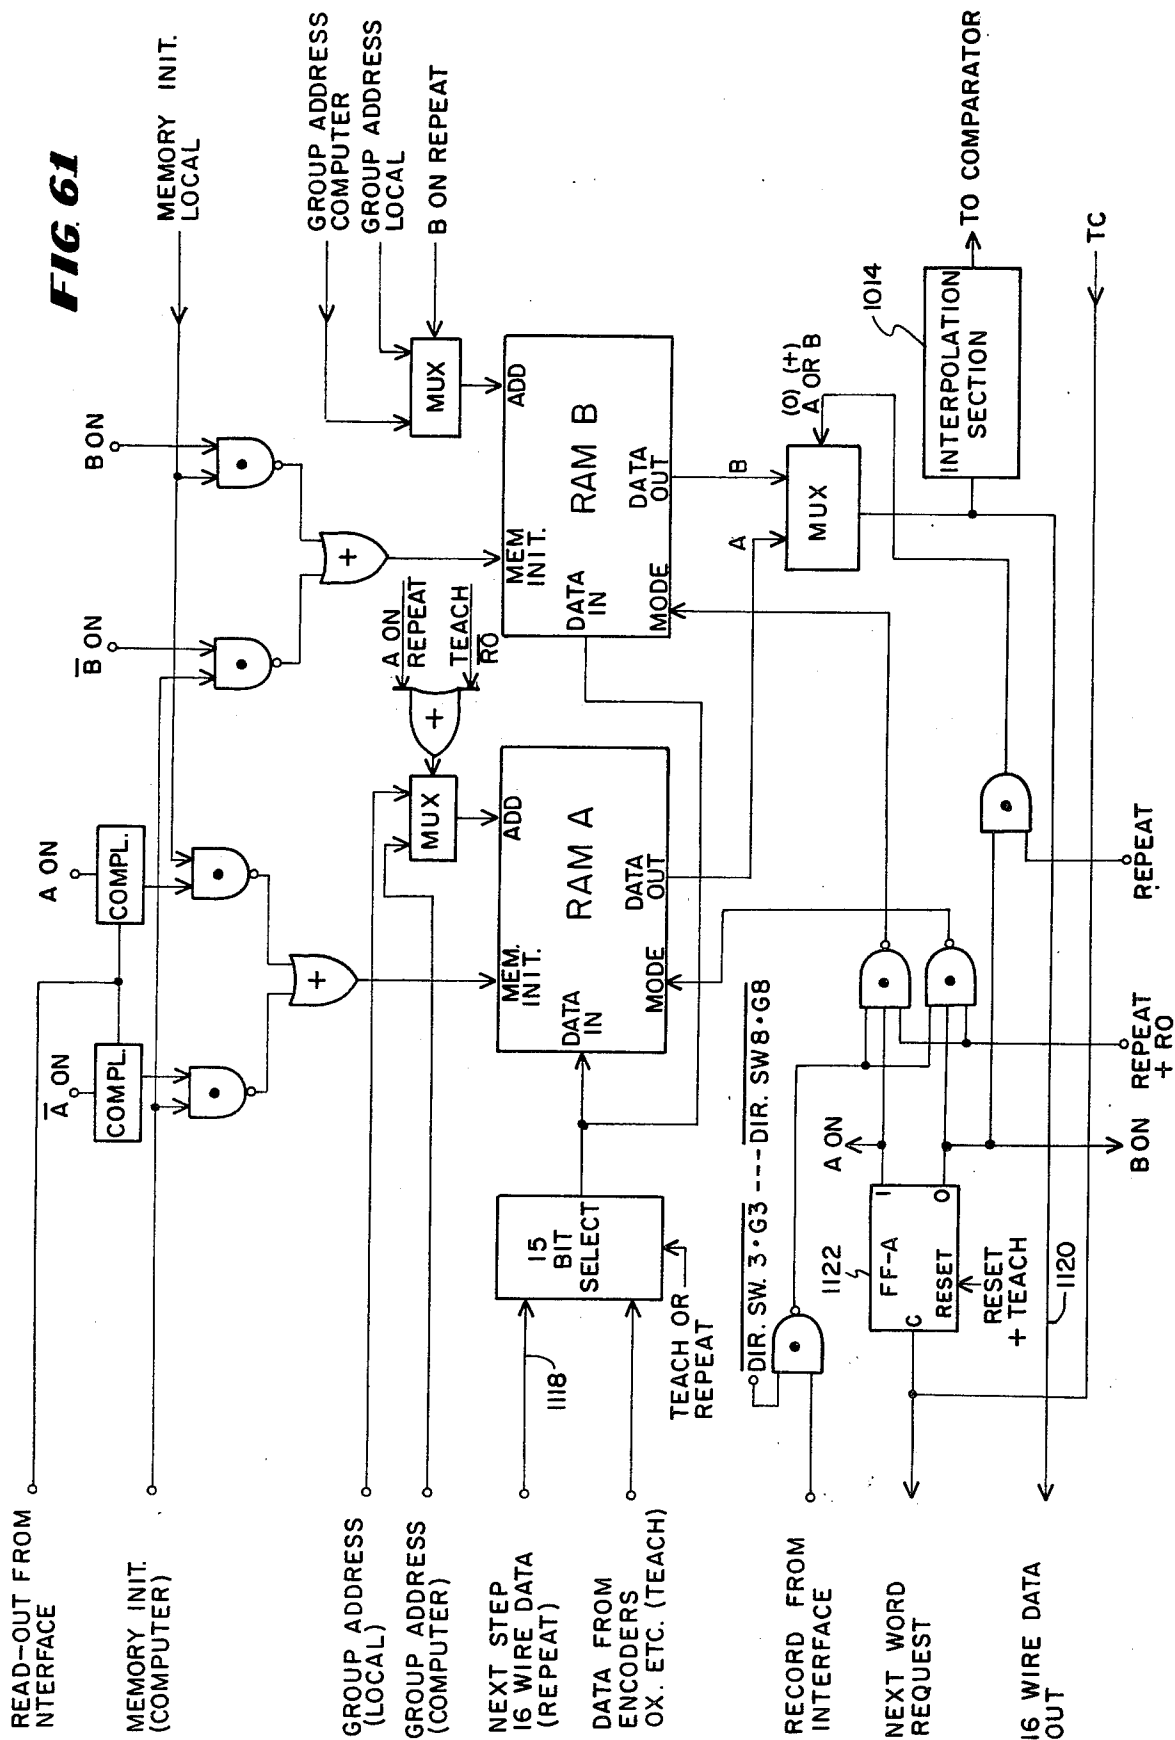 FIG. 61
READ-OUT FROM
NTERFACE
MEMORY INIT.
(COMPUTER)
A̅ ON
COMPL.
A ON
COMPL.
B̅ ON
B ON
MEMORY INIT.
LOCAL
+
+
GROUP ADDRESS
(LOCAL)
GROUP ADDRESS
(COMPUTER)
MUX
+
A ON
REPEAT
TEACH
R̅O̅
MUX
GROUP ADDRESS
COMPUTER
GROUP ADDRESS
LOCAL
B ON REPEAT
NEXT STEP
16 WIRE DATA
(REPEAT)
1118
DATA FROM
ENCODERS
OX. ETC. (TEACH)
15
BIT
SELECT
TEACH OR
REPEAT
MEM.
INIT.
ADD
DATA
IN
RAM A
MODE
DATA
OUT
MEM
INIT.
ADD
DATA
IN
RAM B
MODE
DATA
OUT
A
B
MUX
(0) (+)
A OR B
RECORD FROM
INTERFACE
DIR. SW. 3•G3 --- DIR. SW 8•G8
1122
FF-A
C
1
0
RESET
RESET
+ TEACH
A ON
B ON
REPEAT
+ RO
REPEAT
1014
INTERPOLATION
SECTION
TO COMPARATOR
NEXT WORD
REQUEST
TC
16 WIRE DATA
OUT
1120